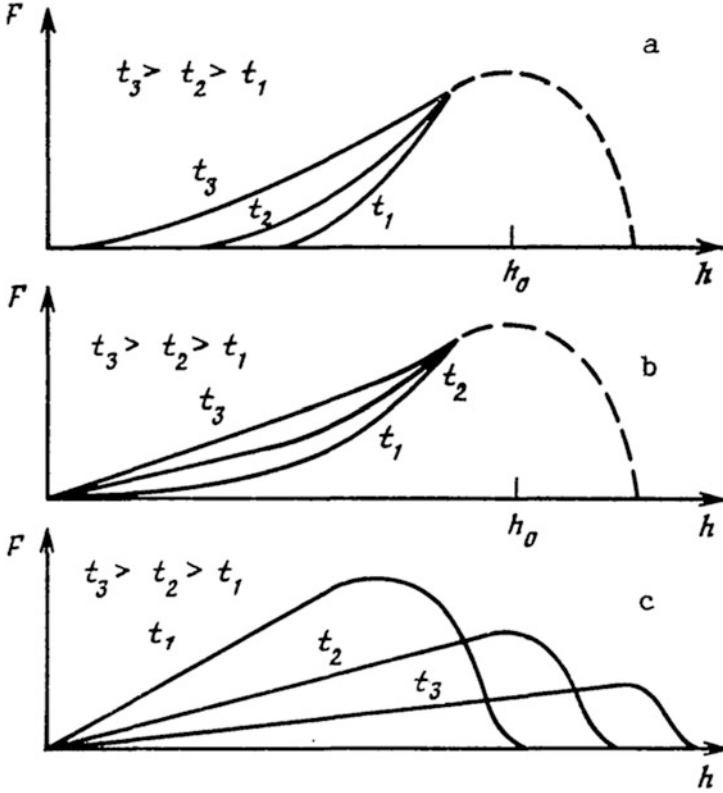 F
a
t₃ > t₂ > t₁
t₃
t₂
t₁
h₀
h
F
b
t₃ > t₂ > t₁
t₃
t₂
t₁
h₀
h
F
c
t₃ > t₂ > t₁
t₁
t₂
t₃
h